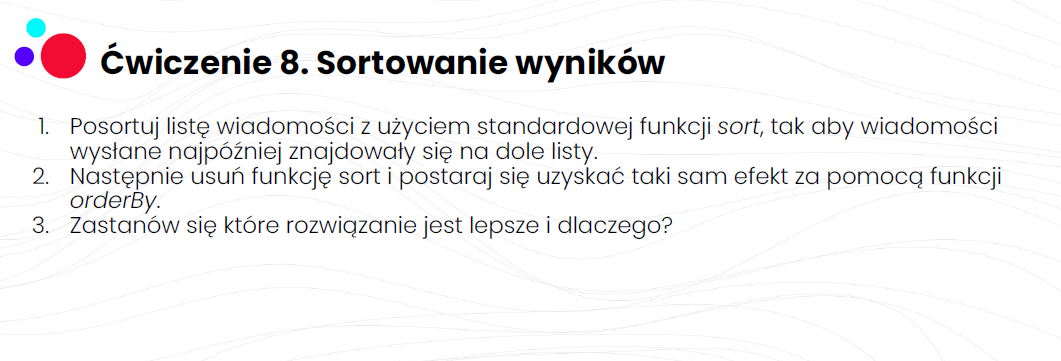 Ćwiczenie 8. Sortowanie wyników
1. Posortuj listę wiadomości z użyciem standardowej funkcji sort, tak aby wiadomości
wysłane najpóźniej znajdowały się na dole listy.
2. Następnie usuń funkcję sort i postaraj się uzyskać taki sam efekt za pomocą funkcji
orderBy.
3. Zastanów się które rozwiązanie jest lepsze i dlaczego?